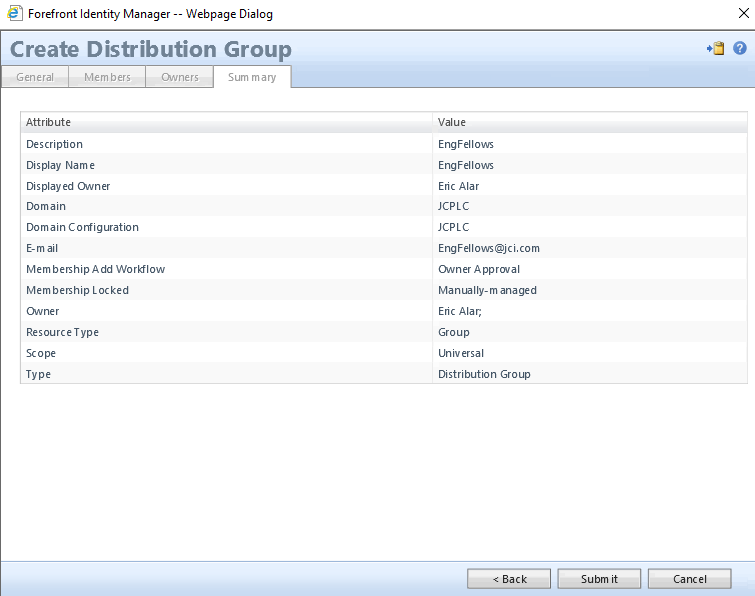 Forefront Identity Manager -- Webpage Dialog
Create Distribution Group
General Members Owners Summary
Attribute Value
Description EngFellows
Display Name EngFellows
Displayed Owner Eric Alar
Domain JCPLC
Domain Configuration JCPLC
E-mail EngFellows@jci.com
Membership Add Workflow Owner Approval
Membership Locked Manually-managed
Owner Eric Alar;
Resource Type Group
Scope Universal
Type Distribution Group
< Back Submit Cancel